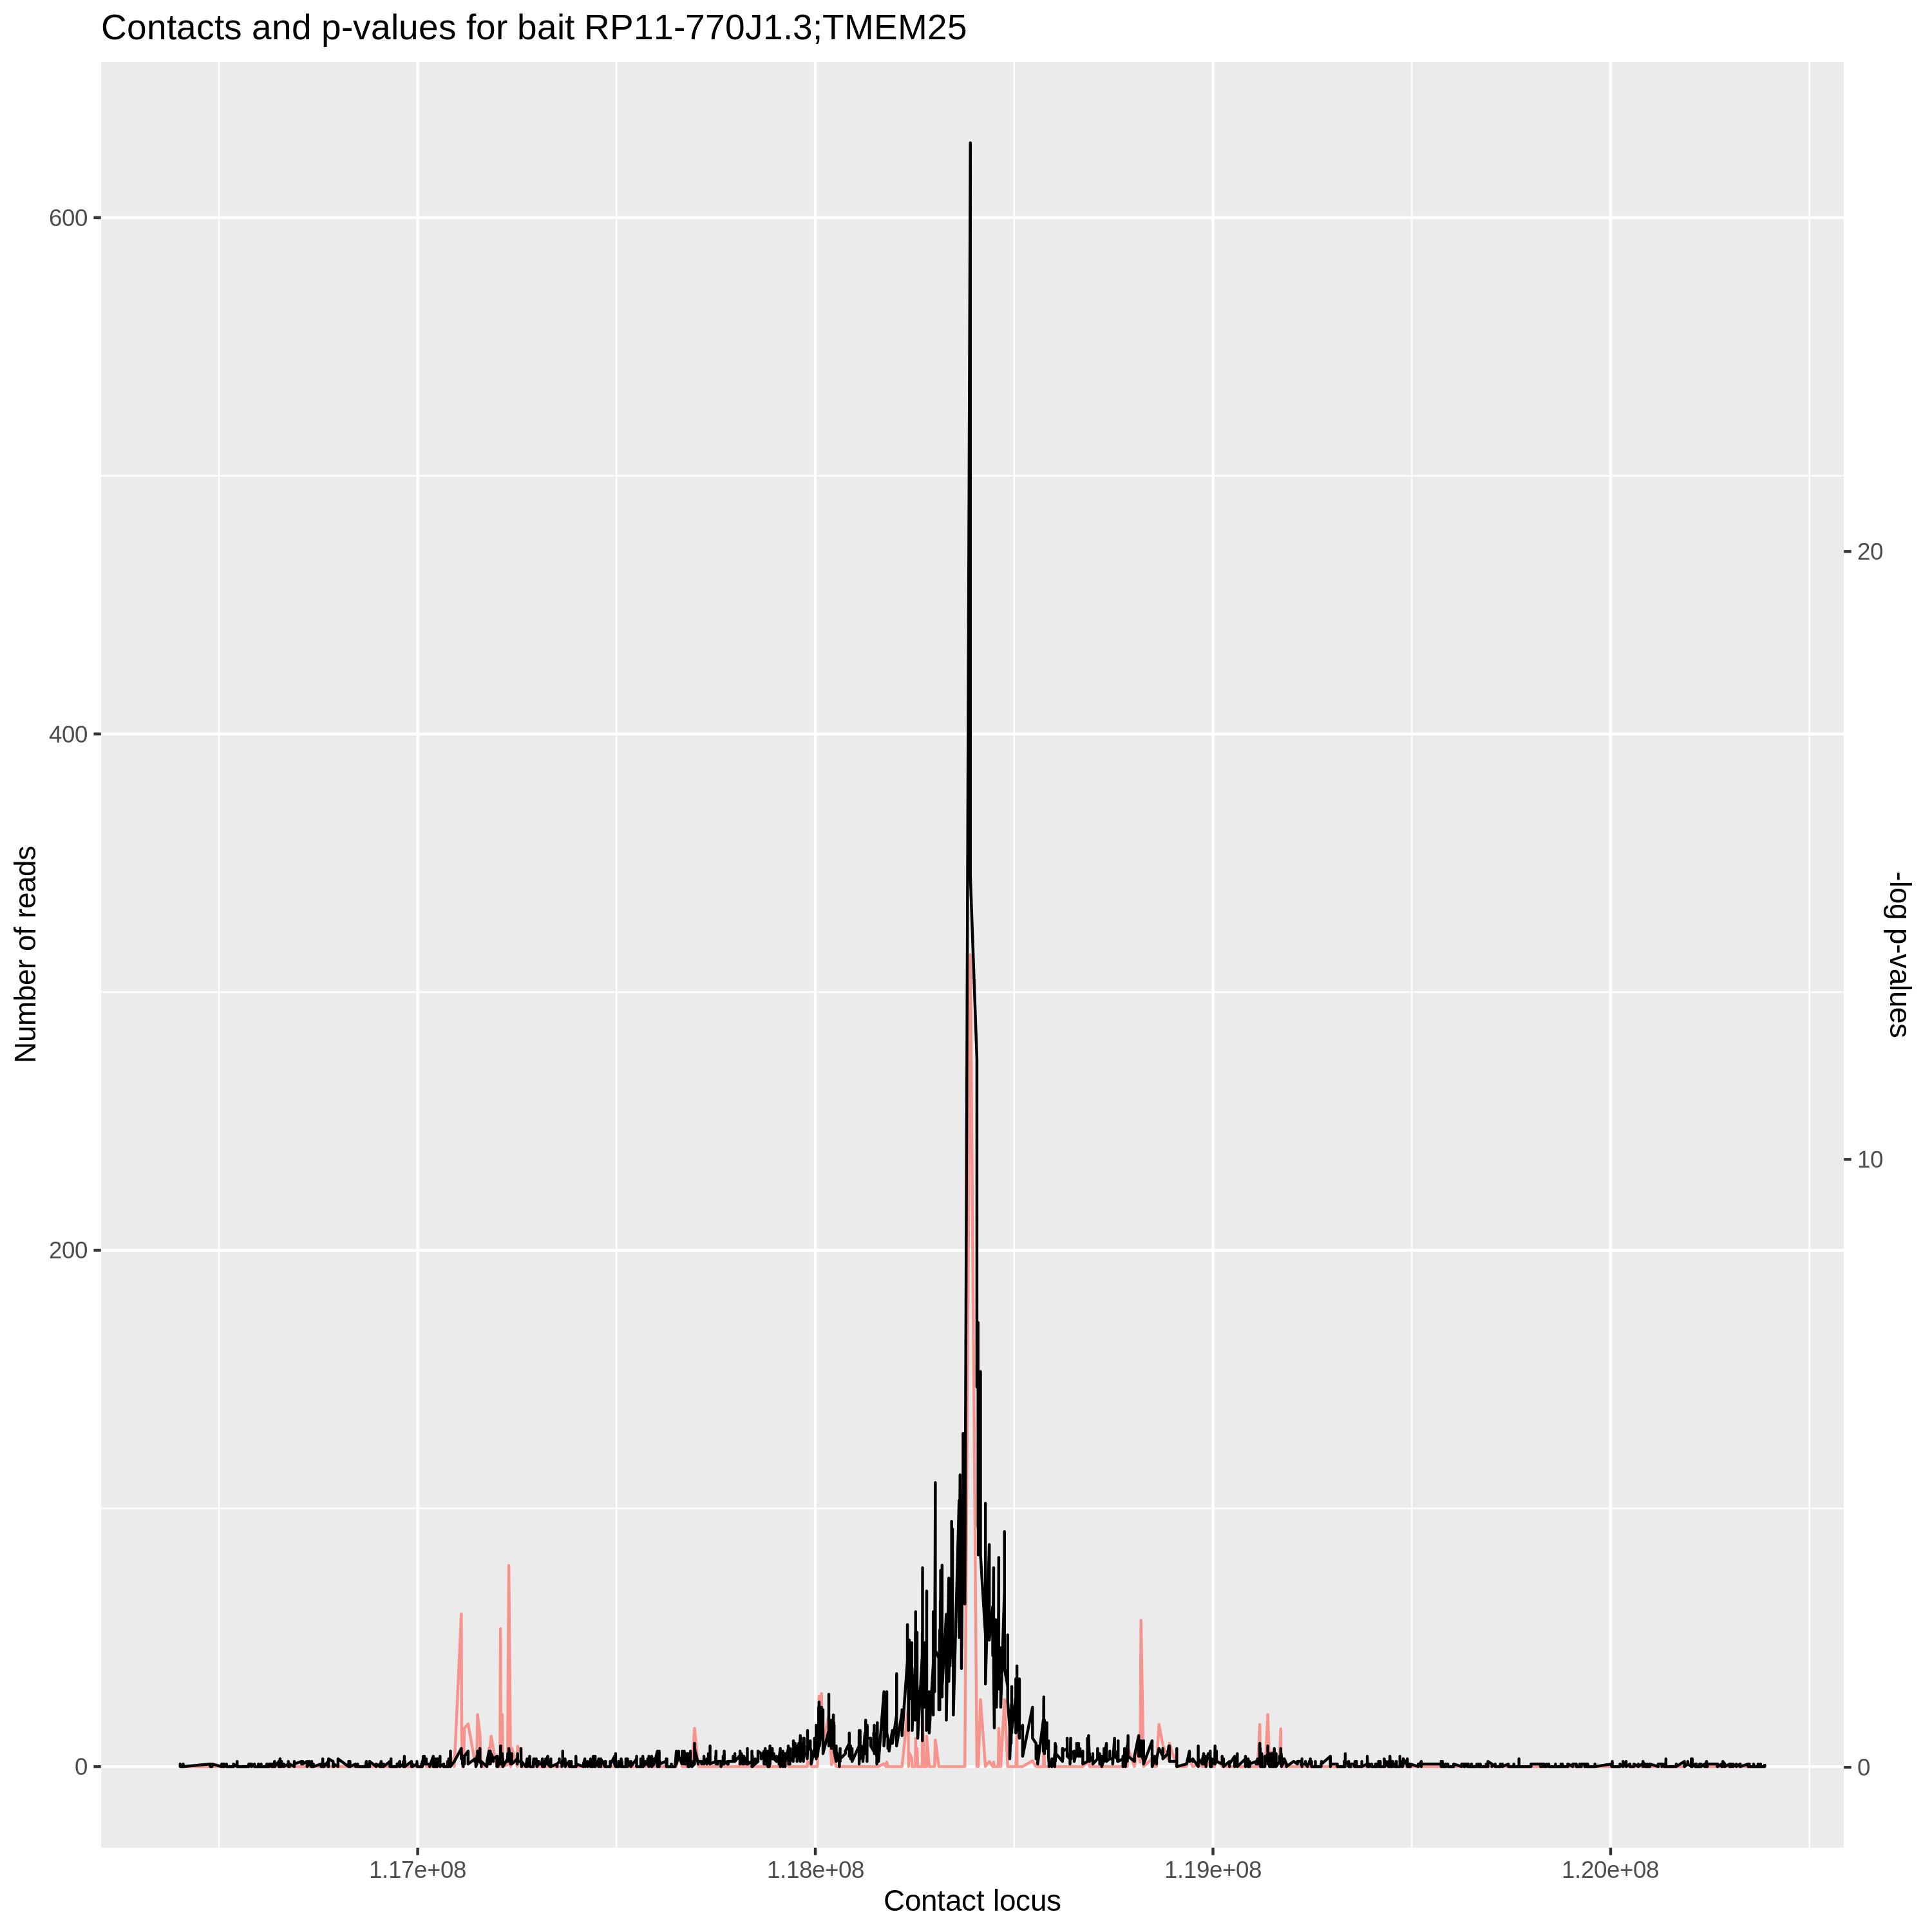 Contacts and p-values for bait RP11-770J1.3;TMEM25
600
400
200
0
Number of reads
20
10
0
-log p-values
1.17e+08
1.18e+08
1.19e+08
1.20e+08
Contact locus